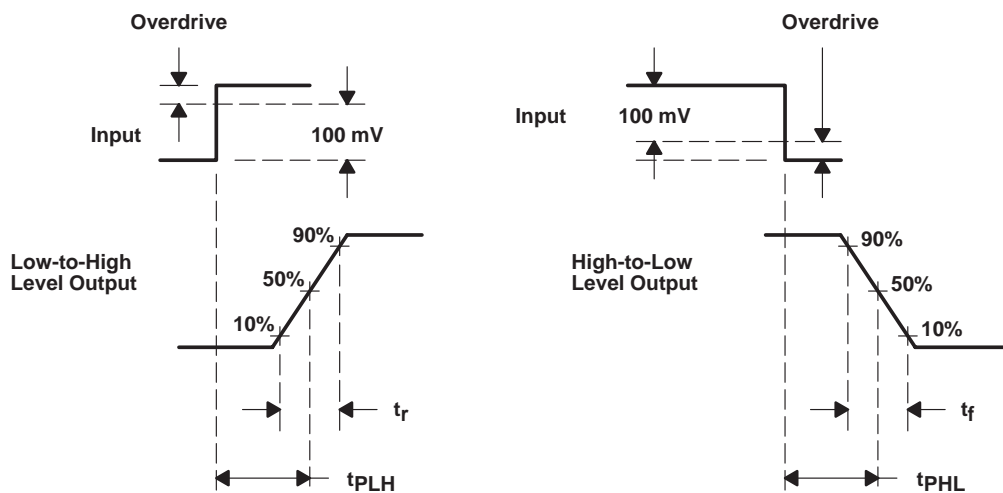 Overdrive
Input
100 mV
Low-to-High
Level Output
90%
50%
10%
tr
tPLH
Overdrive
Input
100 mV
High-to-Low
Level Output
90%
50%
10%
tf
tPHL